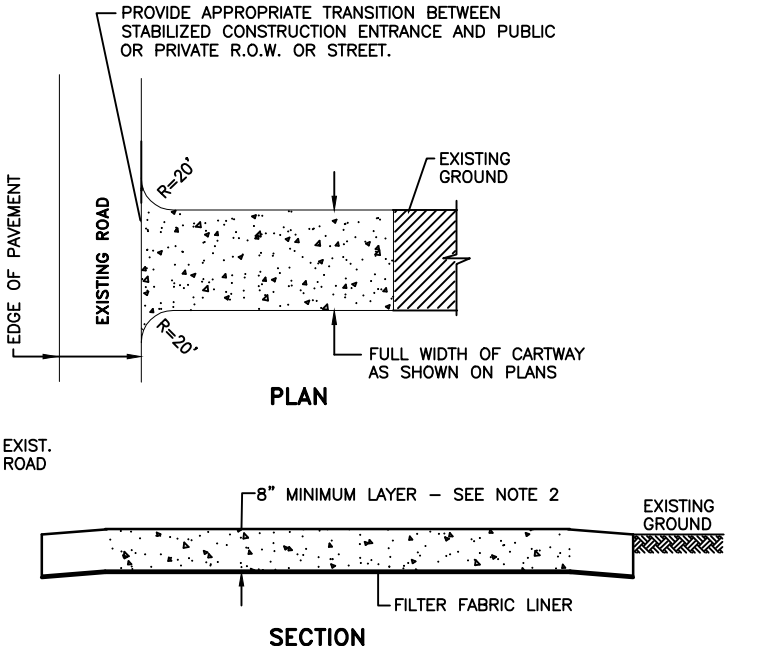 PROVIDE APPROPRIATE TRANSITION BETWEEN
STABILIZED CONSTRUCTION ENTRANCE AND PUBLIC
OR PRIVATE R.O.W. OR STREET.
EDGE OF PAVEMENT
EXISTING ROAD
R=20'
EXISTING
GROUND
R=20'
FULL WIDTH OF CARTWAY
AS SHOWN ON PLANS
PLAN
EXIST.
ROAD
8" MINIMUM LAYER – SEE NOTE 2
EXISTING
GROUND
FILTER FABRIC LINER
SECTION